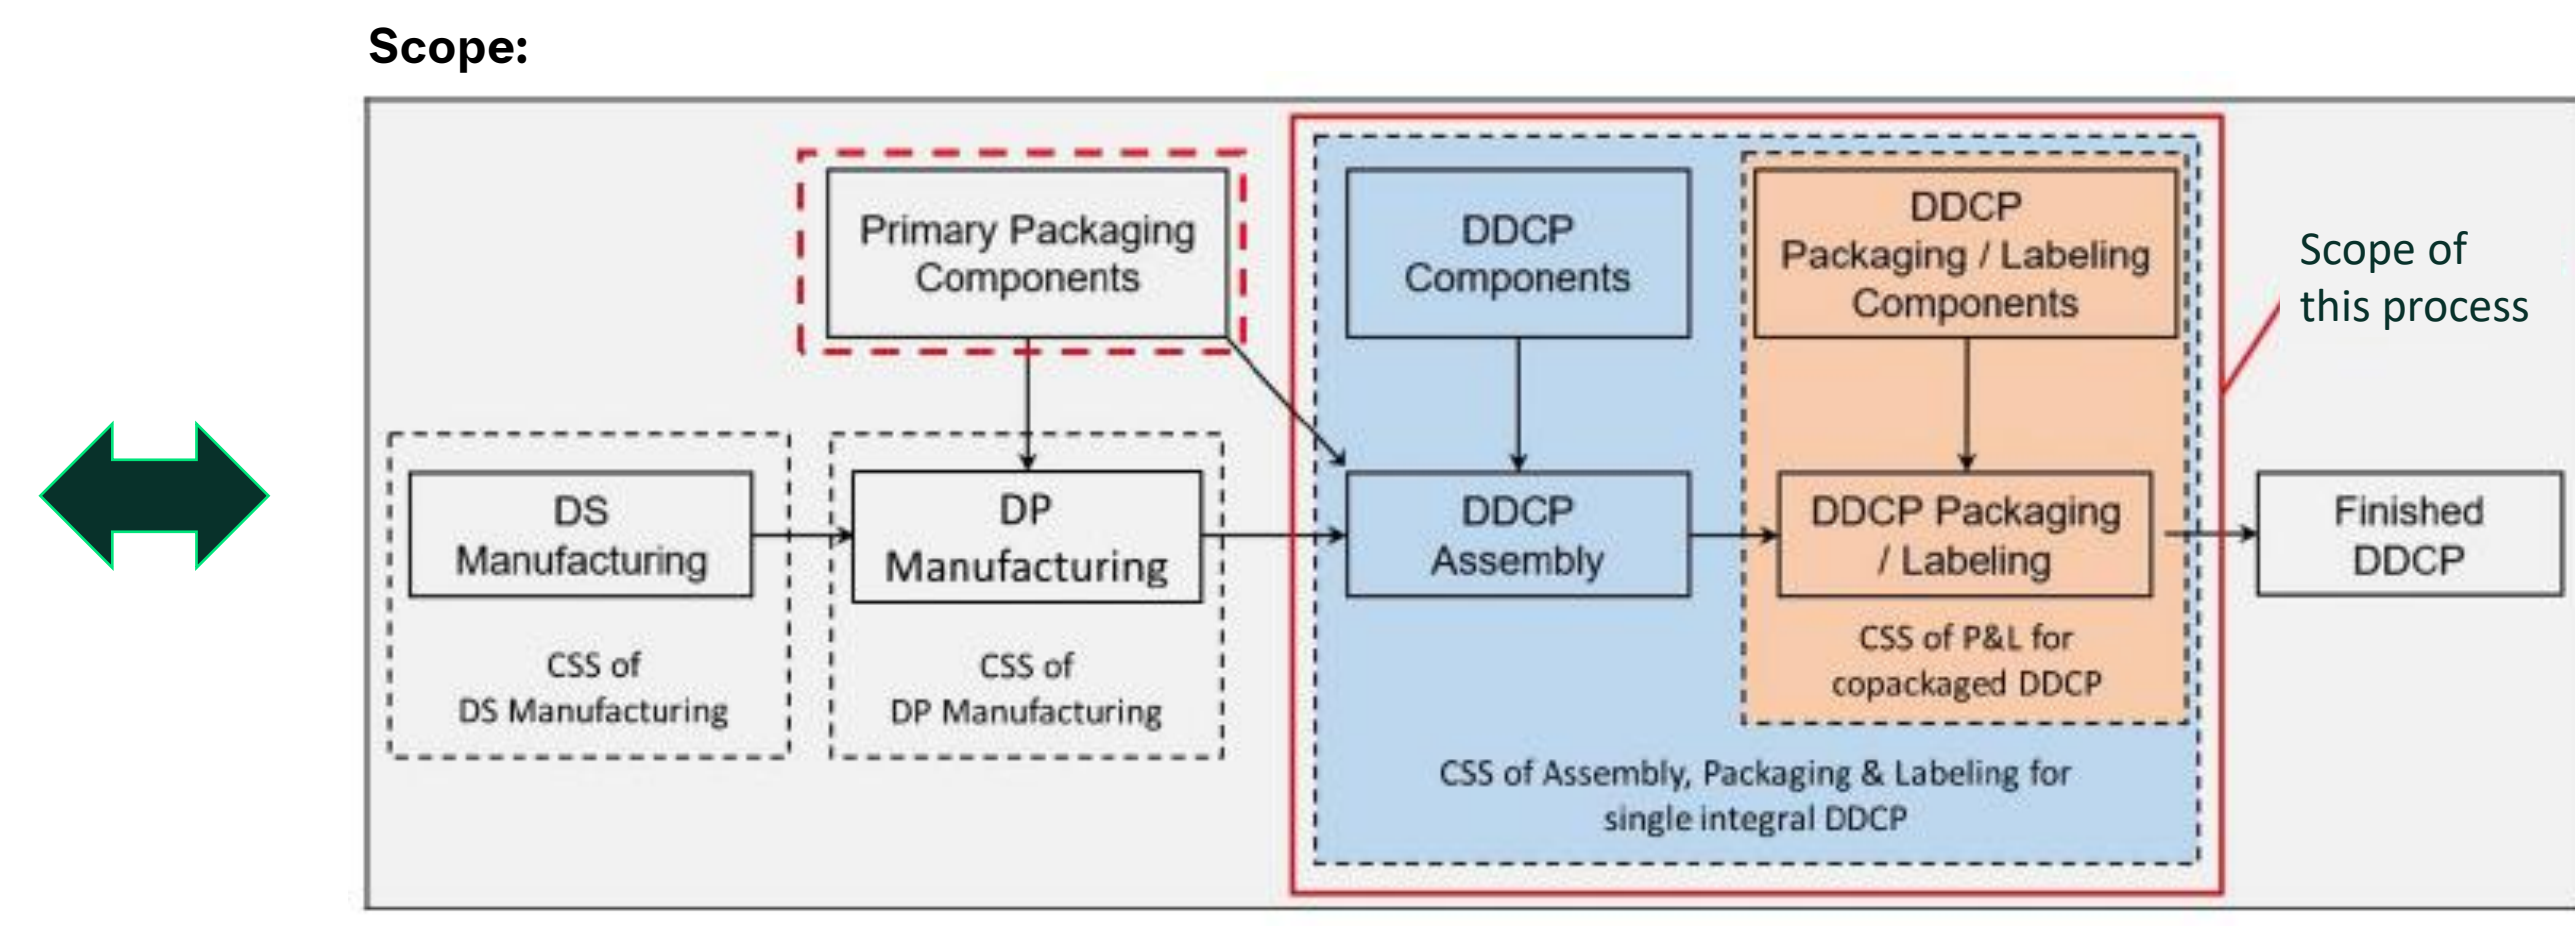 Scope:
Primary Packaging
Components
DDCP
Components
DDCP
Packaging / Labeling
Components
Scope of
this process
DS
Manufacturing
DP
Manufacturing
DDCP
Assembly
DDCP Packaging
/ Labeling
Finished
DDCP
CSS of
DS Manufacturing
CSS of
DP Manufacturing
CSS of P&L for
copackaged DDCP
CSS of Assembly, Packaging & Labeling for
single integral DDCP